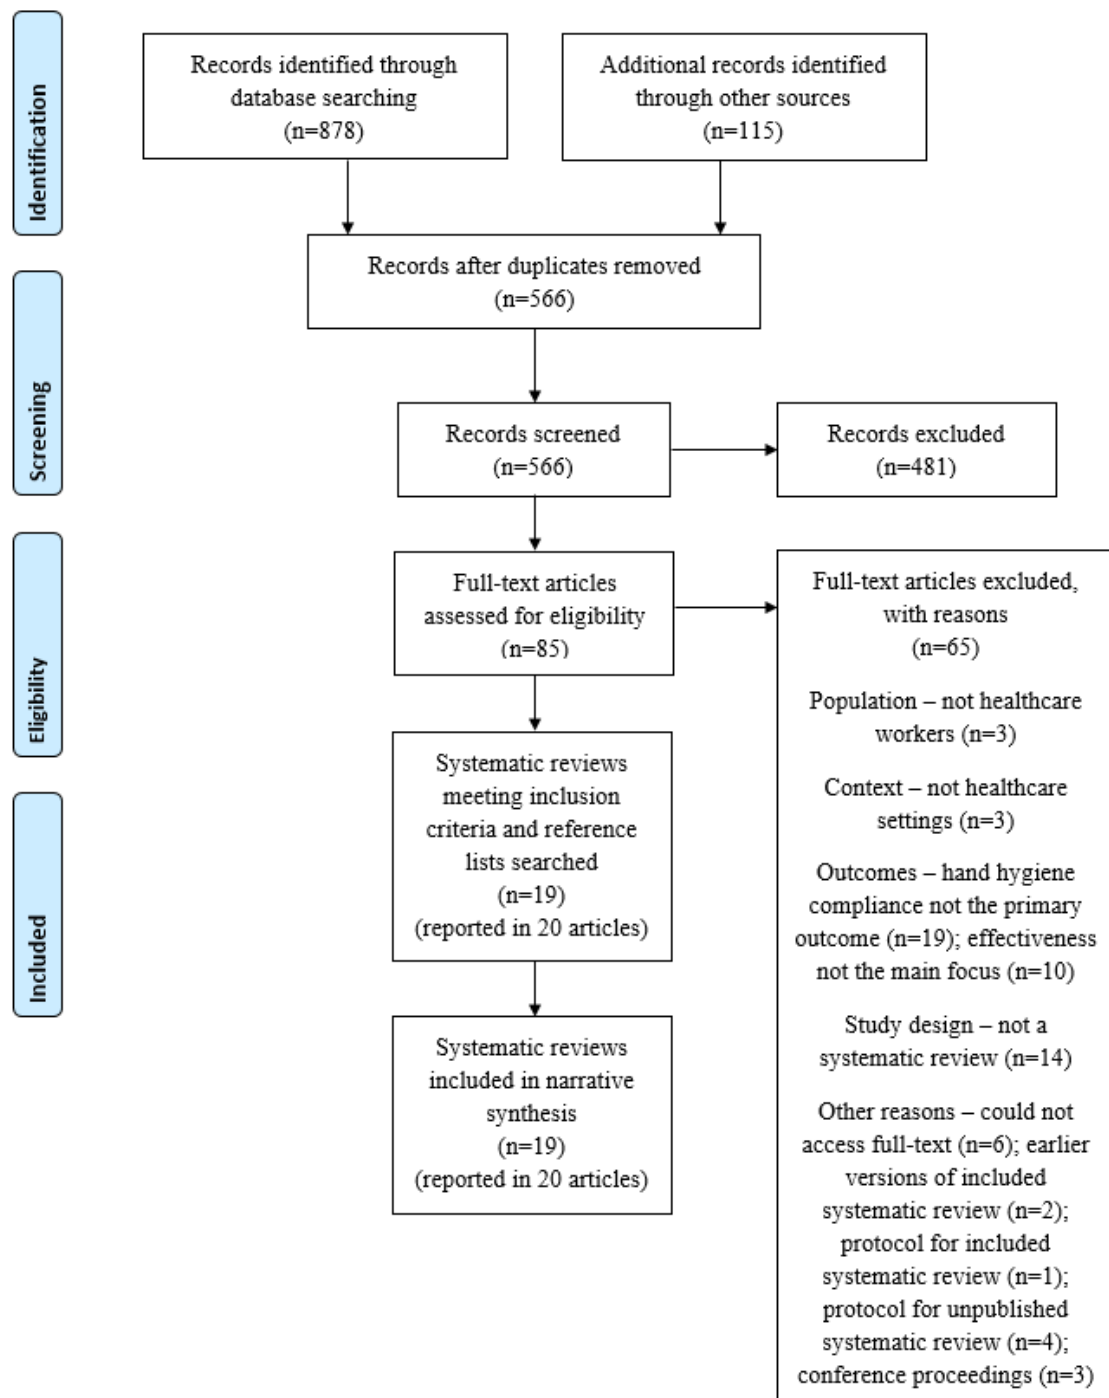 Identification
Records identified through
database searching
(n=878)
Additional records identified
through other sources
(n=115)
Records after duplicates removed
(n=566)
Screening
Records screened
(n=566)
Records excluded
(n=481)
Eligibility
Full-text articles
assessed for eligibility
(n=85)
Full-text articles excluded,
with reasons
(n=65)
Population – not healthcare
workers (n=3)
Context – not healthcare
settings (n=3)
Outcomes – hand hygiene
compliance not the primary
outcome (n=19); effectiveness
not the main focus (n=10)
Study design – not a
systematic review (n=14)
Other reasons – could not
access full-text (n=6); earlier
versions of included
systematic review (n=2);
protocol for included
systematic review (n=1);
protocol for unpublished
systematic review (n=4);
conference proceedings (n=3)
Systematic reviews
meeting inclusion
criteria and reference
lists searched
(n=19)
(reported in 20 articles)
Included
Systematic reviews
included in narrative
synthesis
(n=19)
(reported in 20 articles)